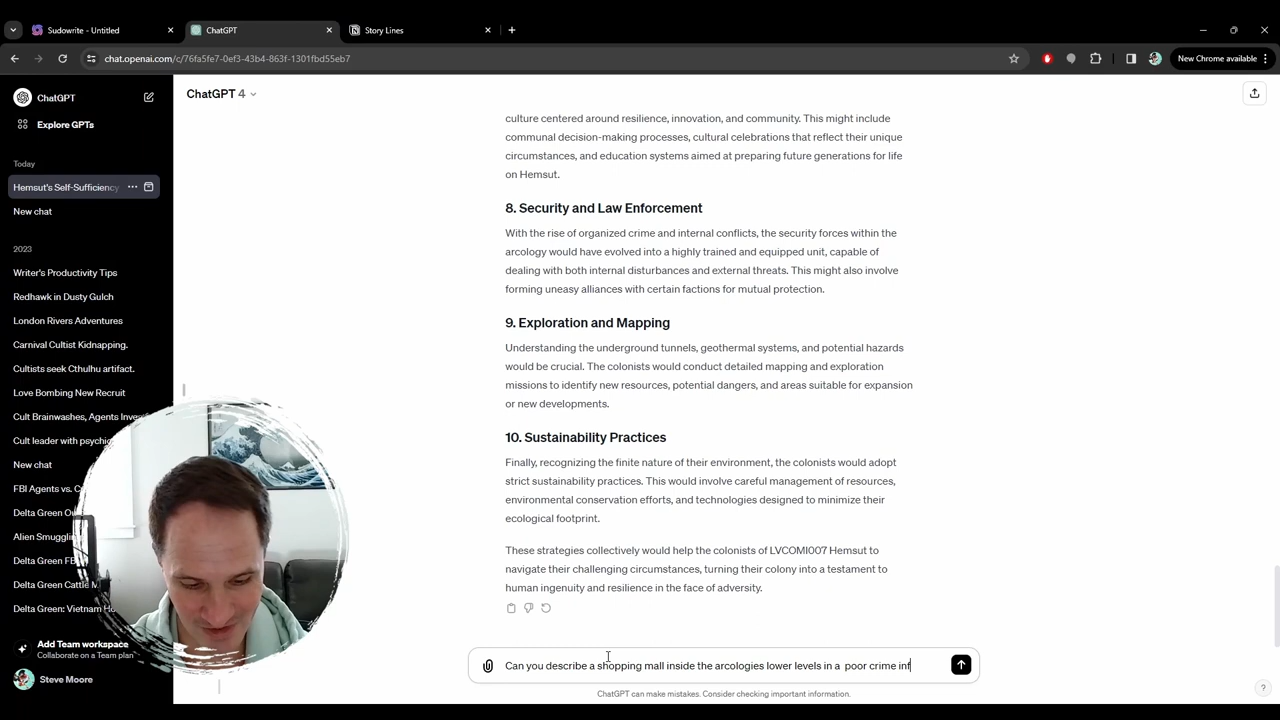 Sudowrite - Untitled
ChatGPT
Story Lines
chat.openai.com/c/76fa5fe7-0ef3-43b4-863f-1301fbd55eb7
New Chrome available
ChatGPT
Explore GPTs
Today
Hemsut's Self-Sufficiency
New chat
2023
Writer's Productivity Tips
Redhawk in Dusty Gulch
London Rivers Adventures
Carnival Cultist Kidnapping.
Cultists seek Cthulhu artifact.
Love Bombing New Recruit
Cult Brainwashes, Agents
Cult leader with psychic
New chat
FBI Agents vs.
Delta Green
Alien Smuggling
Delta Green Cattle
Delta Green: Vietnam
Add Team workspace
Collaborate on a Team plan
Steve Moore
ChatGPT 4
culture centered around resilience, innovation, and community. This might include
communal decision-making processes, cultural celebrations that reflect their unique
circumstances, and education systems aimed at preparing future generations for life
on Hemsut.
8. Security and Law Enforcement
With the rise of organized crime and internal conflicts, the security forces within the
arcology would have evolved into a highly trained and equipped unit, capable of
dealing with both internal disturbances and external threats. This might also involve
forming uneasy alliances with certain factions for mutual protection.
9. Exploration and Mapping
Understanding the underground tunnels, geothermal systems, and potential hazards
would be crucial. The colonists would conduct detailed mapping and exploration
missions to identify new resources, potential dangers, and areas suitable for expansion
or new developments.
10. Sustainability Practices
Finally, recognizing the finite nature of their environment, the colonists would adopt
strict sustainability practices. This would involve careful management of resources,
environmental conservation efforts, and technologies designed to minimize their
ecological footprint.
These strategies collectively would help the colonists of LVCOMI007 Hemsut to
navigate their challenging circumstances, turning their colony into a testament to
human ingenuity and resilience in the face of adversity.
Can you describe a shopping mall inside the arcologies lower levels in a  poor crime inf
ChatGPT can make mistakes. Consider checking important information.
?